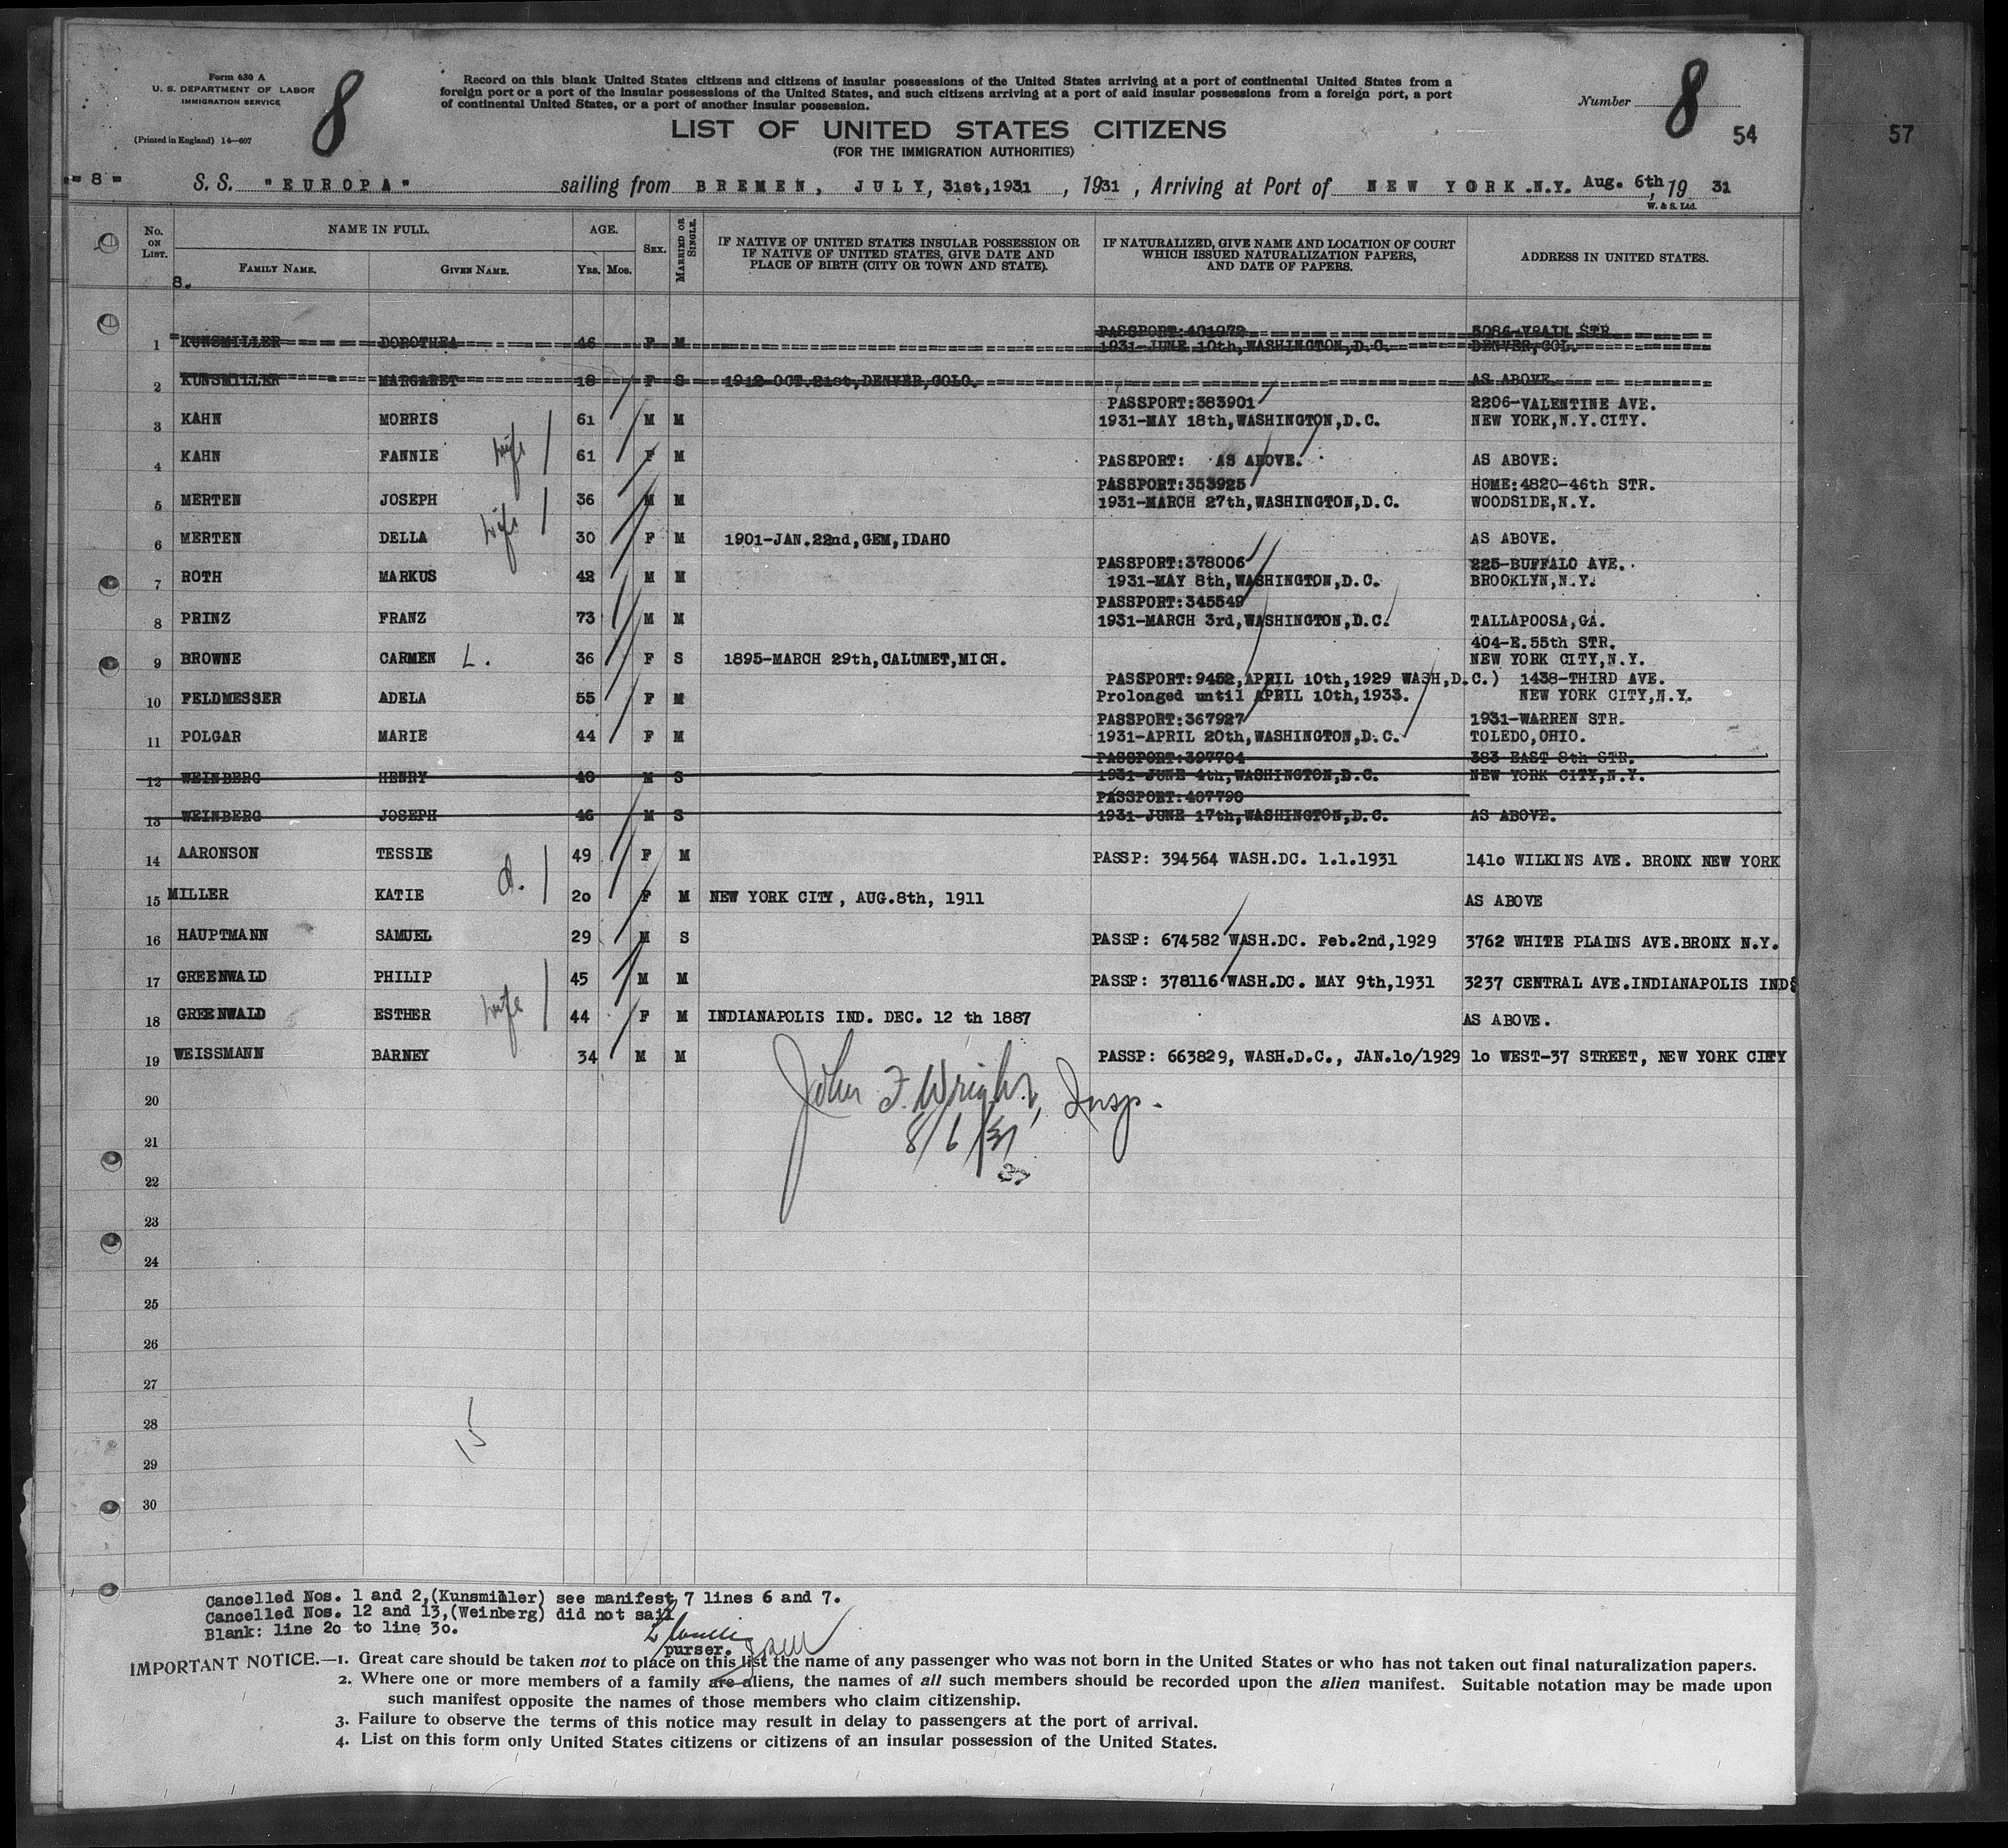 Form 630 A
U. S. DEPARTMENT OF LABOR
IMMIGRATION SERVICE
(Printed in England) 14—607
8
Record on this blank United States citizens and citizens of insular possessions of the United States arriving at a port of continental United States from a
foreign port or a port of the insular possessions of the United States, and such citizens arriving at a port of said insular possessions from a foreign port, a port
of continental United States, or a port of another insular possession.
Number 8
54
57
LIST OF UNITED STATES CITIZENS
(FOR THE IMMIGRATION AUTHORITIES)
- 8 - S. S. "EUROPA" sailing from BREMEN, JULY, 31st, 1931, 1931, Arriving at Port of NEW YORK.N.Y. Aug. 6th, 19 31
W. & S. Ltd.
No. ON LIST. NAME IN FULL. AGE. SEX. MARRIED OR SINGLE. IF NATIVE OF UNITED STATES INSULAR POSSESSION OR IF NATIVE OF UNITED STATES, GIVE DATE AND PLACE OF BIRTH (CITY OR TOWN AND STATE). IF NATURALIZED, GIVE NAME AND LOCATION OF COURT WHICH ISSUED NATURALIZATION PAPERS, AND DATE OF PAPERS. ADDRESS IN UNITED STATES.
FAMILY NAME. GIVEN NAME. YRS. MOS.
8.
PASSPORT:401972 3086-VRAIN STR.
1 KUNSMILLER DOROTHEA 46 F M 1931-JUNE 10th,WASHINGTON,D.C. DENVER,COL.
2 KUNSMILLER MARGARET 18 F S 1912-OCT.21st,DENVER,COLO. AS ABOVE.
PASSPORT:383901 2206-VALENTINE AVE.
3 KAHN MORRIS 61 M M 1931-MAY 18th,WASHINGTON,D.C. NEW YORK,N.Y.CITY.
4 KAHN FANNIE wife 61 F M PASSPORT: AS ABOVE. AS ABOVE.
PASSPORT:353925 HOME:4820-46th STR.
5 MERTEN JOSEPH 36 M M 1931-MARCH 27th,WASHINGTON,D.C. WOODSIDE,N.Y.
6 MERTEN DELLA wife 30 F M 1901-JAN.22nd,GEM,IDAHO AS ABOVE.
PASSPORT:378006 225-BUFFALO AVE.
7 ROTH MARKUS 42 M M 1931-MAY 8th,WASHINGTON,D.C. BROOKLYN,N.Y.
PASSPORT:345549
8 PRINZ FRANZ 73 M M 1931-MARCH 3rd,WASHINGTON,D.C. TALLAPOOSA,GA.
404-E.55th STR.
9 BROWNE CARMEN L. 36 F S 1895-MARCH 29th,CALUMET,MICH. NEW YORK CITY,N.Y.
PASSPORT:9452,APRIL 10th,1929 WASH,D.C.) 1438-THIRD AVE.
10 FELDMESSER ADELA 55 F M Prolonged until APRIL 10th,1933. NEW YORK CITY,N.Y.
PASSPORT:367927 1931-WARREN STR.
11 POLGAR MARIE 44 F M 1931-APRIL 20th,WASHINGTON,D.C. TOLEDO,OHIO.
PASSPORT:397704 383 EAST 8th STR.
12 WEINBERG HENRY 40 M S 1931-JUNE 4th,WASHINGTON,D.C. NEW YORK CITY,N.Y.
PASSPORT:407790
13 WEINBERG JOSEPH 46 M S 1931-JUNE 17th,WASHINGTON,D.C. AS ABOVE.
14 AARONSON TESSIE 49 F M PASSP: 394564 WASH.DC. 1.1.1931 141o WILKINS AVE. BRONX NEW YORK
15 MILLER KATIE d. 2o F M NEW YORK CITY, AUG.8th, 1911 AS ABOVE
16 HAUPTMANN SAMUEL 29 M S PASSP: 674582 WASH.DC. Feb.2nd,1929 3762 WHITE PLAINS AVE.BRONX N.Y.
17 GREENWALD PHILIP 45 M M PASSP: 378116 WASH.DC. MAY 9th,1931 3237 CENTRAL AVE.INDIANAPOLIS IND
18 GREENWALD ESTHER wife 44 F M INDIANAPOLIS IND. DEC. 12 th 1887 AS ABOVE.
19 WEISSMANN BARNEY 34 M M PASSP: 663829, WASH.D.C., JAN.1o/1929 1o WEST-37 STREET, NEW YORK CITY
John F. Wright, Insp.
8/6/31
20
21
22
23
24
25
26
27
28
15
29
30
Cancelled Nos. 1 and 2,(Kunsmiller) see manifest 7 lines 6 and 7.
Cancelled Nos. 12 and 13,(Weinberg) did not sail
Blank: line 2o to line 3o.
purser.
IMPORTANT NOTICE.—1. Great care should be taken not to place on this list the name of any passenger who was not born in the United States or who has not taken out final naturalization papers.
2. Where one or more members of a family are aliens, the names of all such members should be recorded upon the alien manifest. Suitable notation may be made upon
such manifest opposite the names of those members who claim citizenship.
3. Failure to observe the terms of this notice may result in delay to passengers at the port of arrival.
4. List on this form only United States citizens or citizens of an insular possession of the United States.